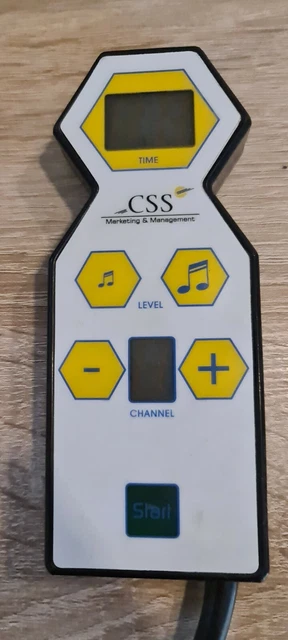 TIME
CSS
Marketing & Management
LEVEL
-
+
CHANNEL
Start